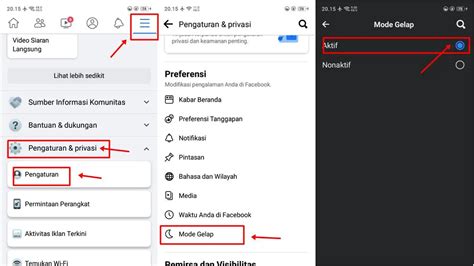 20.15
Video Siaran
Langsung
Lihat lebih sedikit
Sumber Informasi Komunitas
Bantuan & dukungan
Pengaturan & privasi
Pengaturan
Permintaan Perangkat
Aktivitas Iklan Terkini
Temukan Wi-Fi
20.15
Pengaturan & privasi
dan keamanan penting.
Preferensi
Modifikasi pengalaman Anda di Facebook.
Kabar Beranda
Preferensi Tanggapan
Notifikasi
Pintasan
Bahasa dan Wilayah
Media
Waktu Anda di Facebook
Mode Gelap
Pemirsa dan Visibilitas
20.15
Mode Gelap
Aktif
Nonaktif